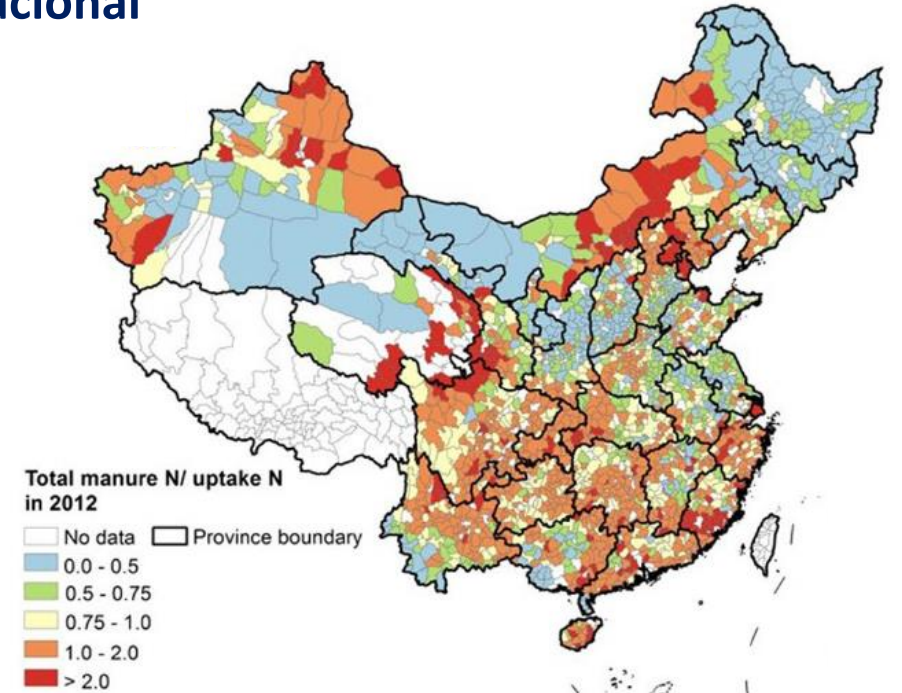 Total manure N/ uptake N
in 2012
No data Province boundary
0.0 - 0.5
0.5 - 0.75
0.75 - 1.0
1.0 - 2.0
> 2.0